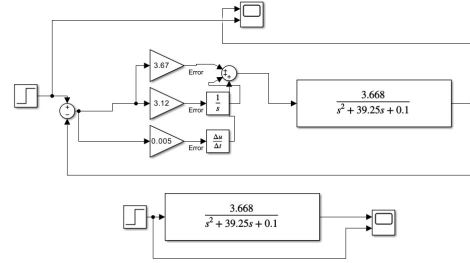 3.67
Error
3.12
Error
1
s
0.005
Error
Δu
Δt
+
−
+
+
+
3.668
s² + 39.25s + 0.1
3.668
s² + 39.25s + 0.1